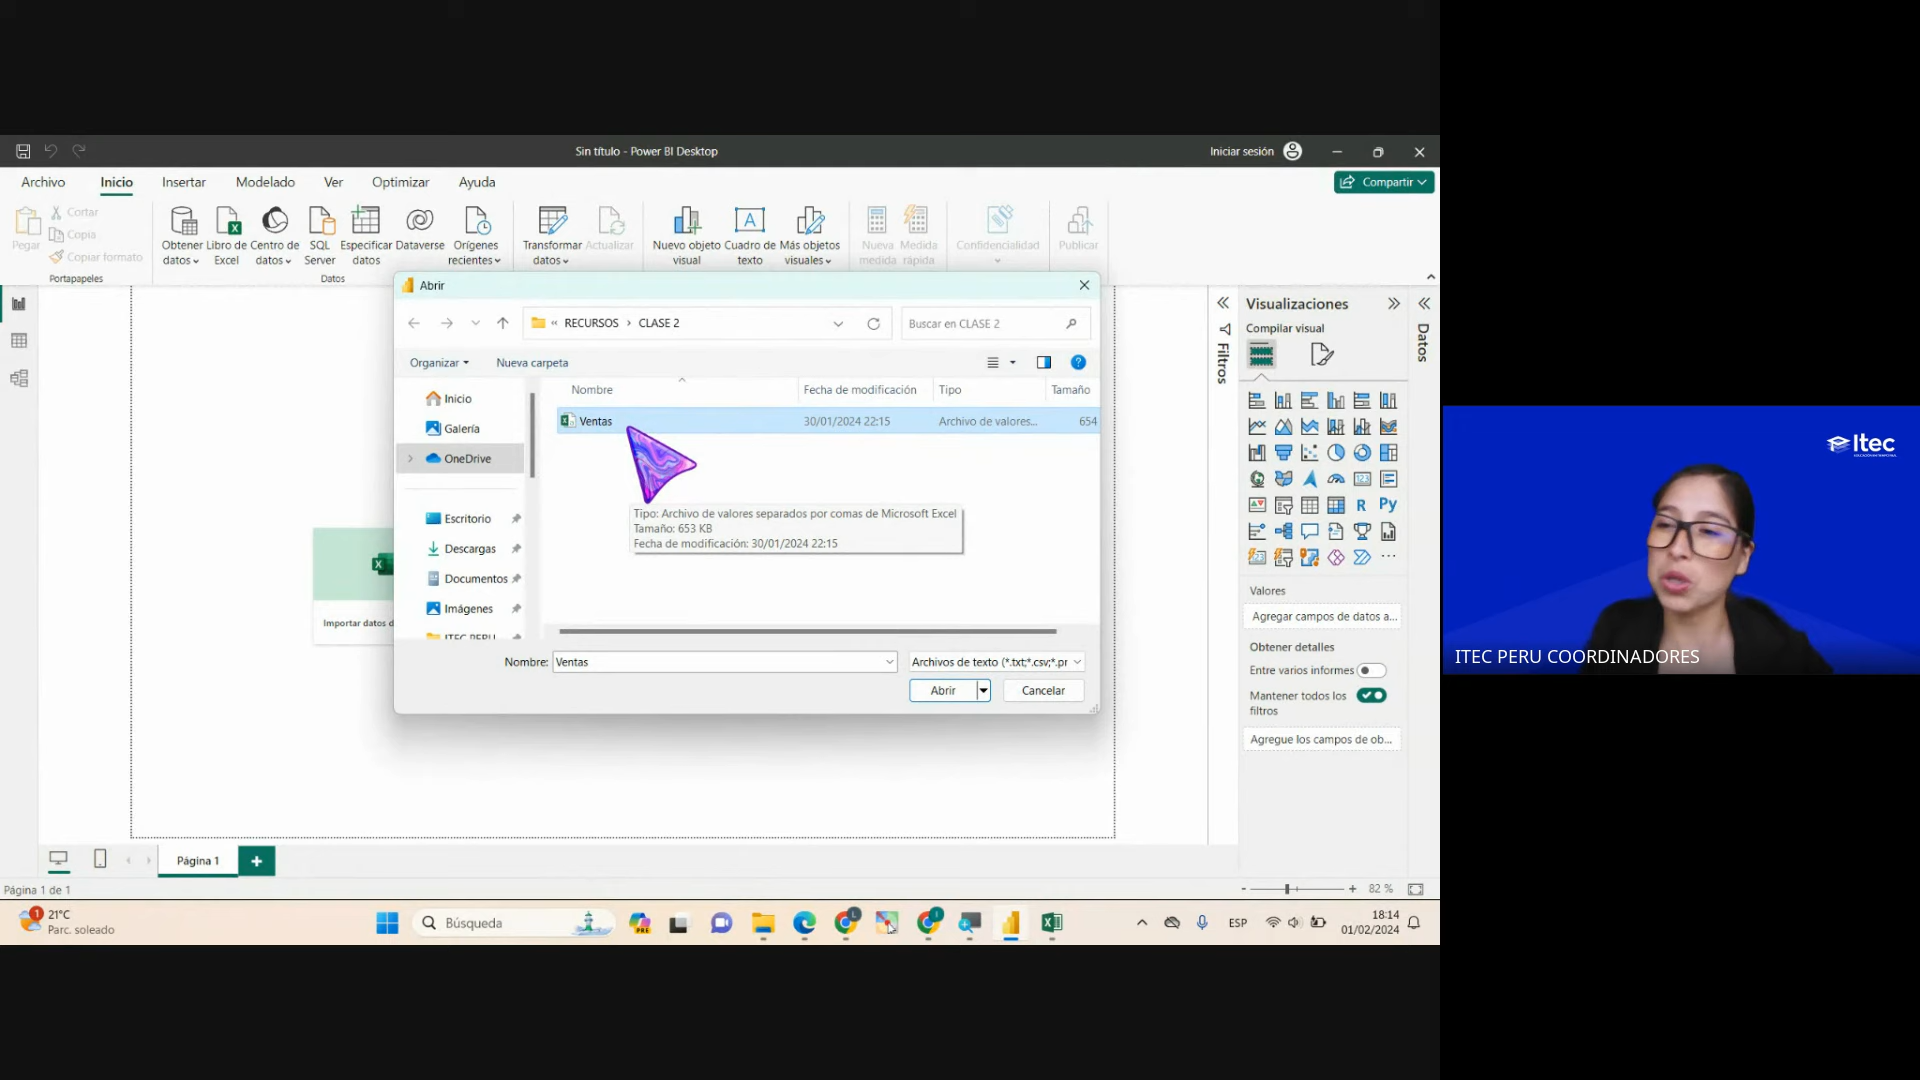 Sin título - Power BI Desktop
Iniciar sesión
Archivo
Inicio
Insertar
Modelado
Ver
Optimizar
Ayuda
Compartir
Pegar
Cortar
Copia
Copiar formato
Portapapeles
Obtener datos
Libro de Excel
Centro de datos
SQL Server
Especificar datos
Dataverse
Orígenes recientes
Datos
Transformar datos
Actualizar
Nuevo objeto visual
Cuadro de texto
Más objetos visuales
Nueva medida
Medida rápida
Confidencialidad
Publicar
Abrir
« RECURSOS › CLASE 2
Buscar en CLASE 2
Organizar
Nueva carpeta
Nombre
Fecha de modificación
Tipo
Tamaño
Ventas
30/01/2024 22:15
Archivo de valores...
654
Inicio
Galería
OneDrive
Escritorio
Descargas
Documentos
Imágenes
ITEC PERU
Tipo: Archivo de valores separados por comas de Microsoft Excel
Tamaño: 653 KB
Fecha de modificación: 30/01/2024 22:15
Nombre:
Ventas
Archivos de texto (*.txt;*.csv;*.pr
Abrir
Cancelar
Importar datos d
Filtros
Visualizaciones
Compilar visual
R
Py
Valores
Agregar campos de datos a...
Obtener detalles
Entre varios informes
Mantener todos los
filtros
Agregue los campos de ob...
Datos
Página 1
+
Página 1 de 1
- + 82 %
1
21°C
Parc. soleado
Búsqueda
PRE
ESP
18:14
01/02/2024
Itec
ITEC PERU COORDINADORES